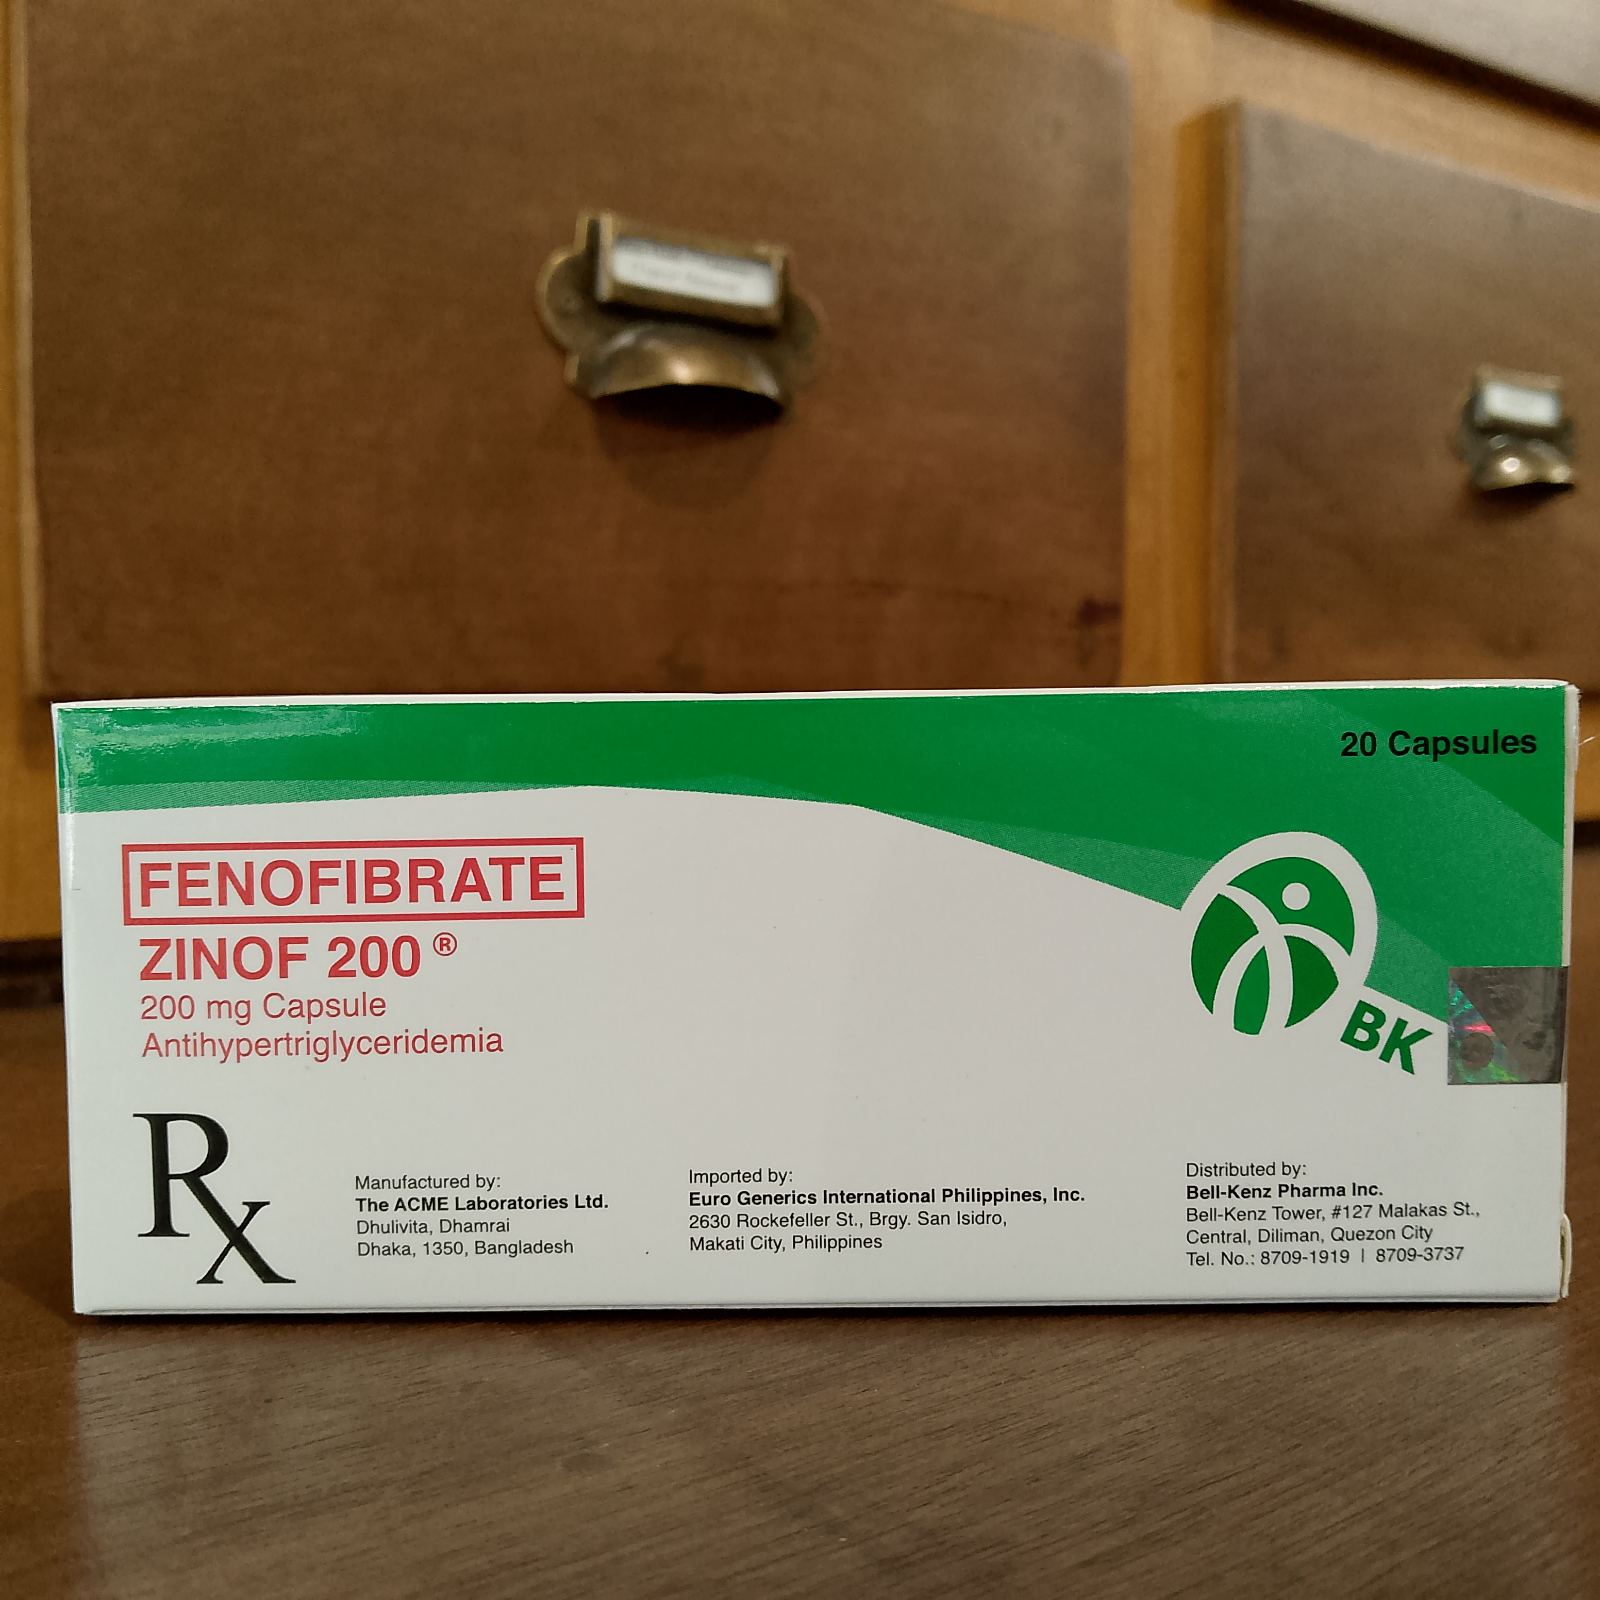 20 Capsules
FENOFIBRATE
ZINOF 200 ®
200 mg Capsule
Antihypertriglyceridemia
BK
Rx
Manufactured by:
The ACME Laboratories Ltd.
Dhulivita, Dhamrai
Dhaka, 1350, Bangladesh
Imported by:
Euro Generics International Philippines, Inc.
2630 Rockefeller St., Brgy. San Isidro,
Makati City, Philippines
Distributed by:
Bell-Kenz Pharma Inc.
Bell-Kenz Tower, #127 Malakas St.,
Central, Diliman, Quezon City
Tel. No.: 8709-1919 | 8709-3737